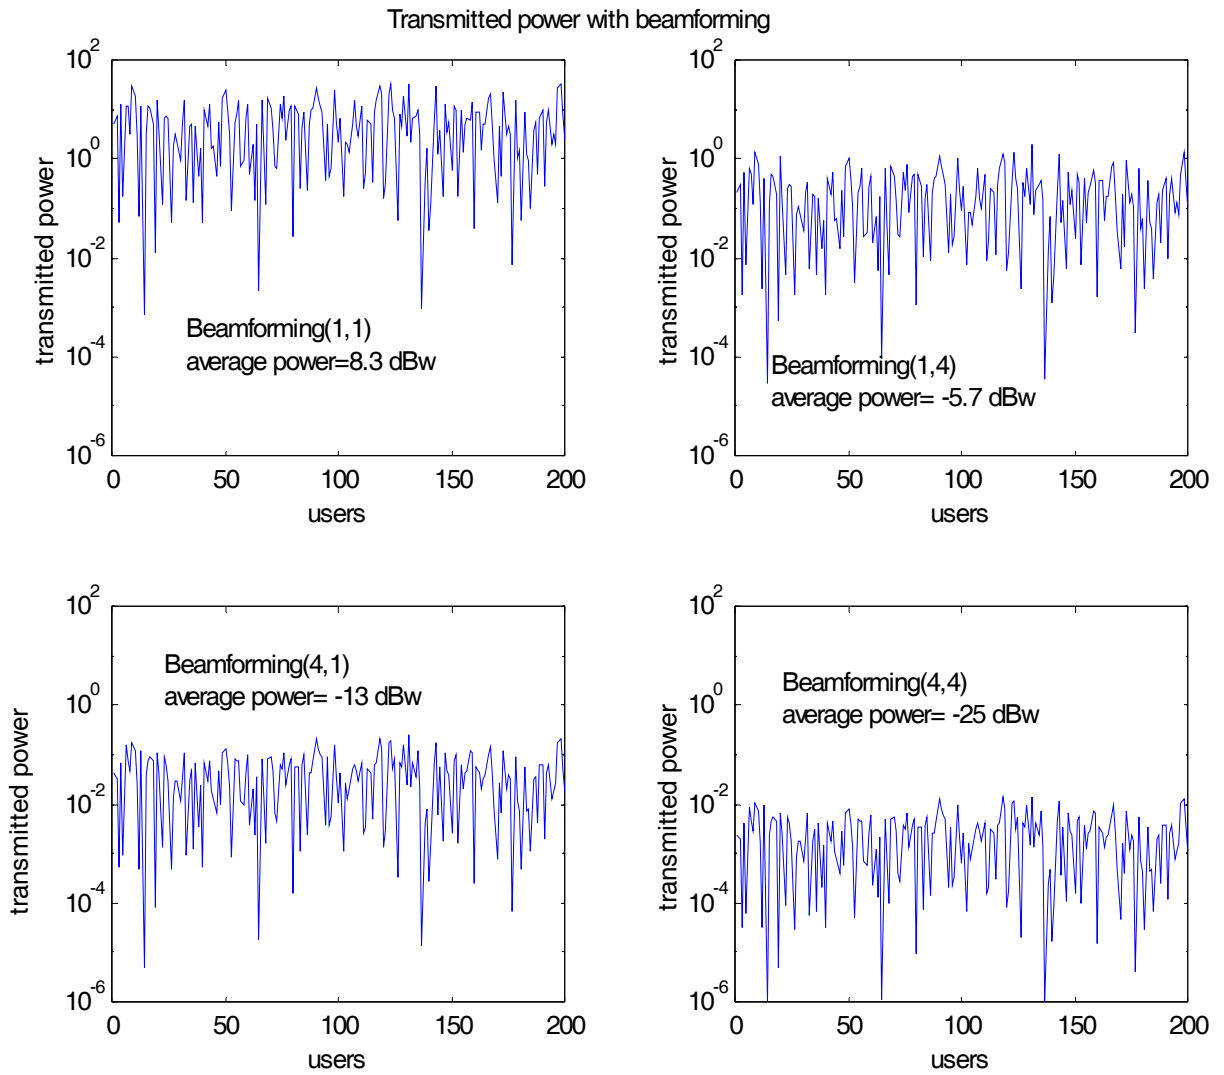 Transmitted power with beamforming
10^2
10^0
10^-2
10^-4
10^-6
transmitted power
Beamforming(1,1)
average power=8.3 dBw
0 50 100 150 200
users
10^2
10^0
10^-2
10^-4
10^-6
transmitted power
Beamforming(1,4)
average power= -5.7 dBw
0 50 100 150 200
users
10^2
10^0
10^-2
10^-4
10^-6
transmitted power
Beamforming(4,1)
average power= -13 dBw
0 50 100 150 200
users
10^2
10^0
10^-2
10^-4
10^-6
transmitted power
Beamforming(4,4)
average power= -25 dBw
0 50 100 150 200
users